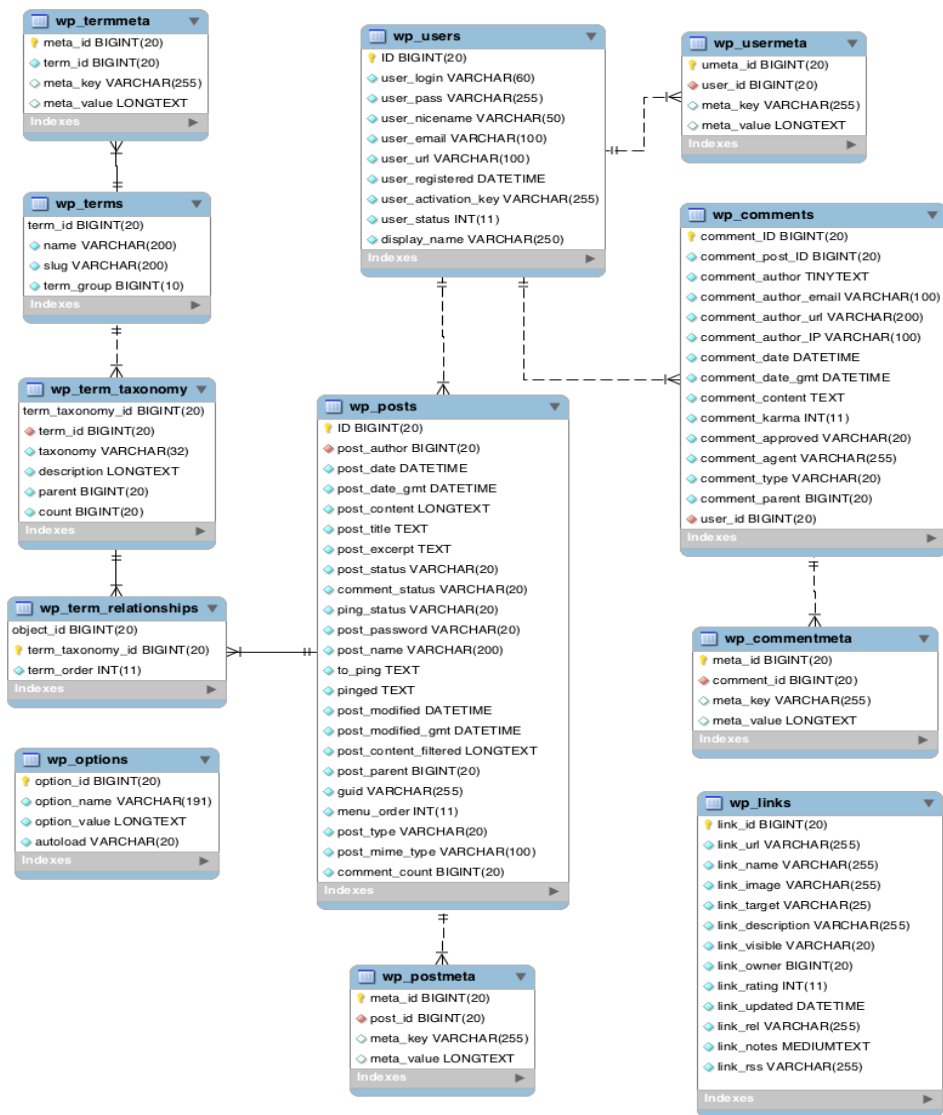 wp_termmeta
meta_id BIGINT(20)
term_id BIGINT(20)
meta_key VARCHAR(255)
meta_value LONGTEXT
Indexes
wp_terms
term_id BIGINT(20)
name VARCHAR(200)
slug VARCHAR(200)
term_group BIGINT(10)
Indexes
wp_term_taxonomy
term_taxonomy_id BIGINT(20)
term_id BIGINT(20)
taxonomy VARCHAR(32)
description LONGTEXT
parent BIGINT(20)
count BIGINT(20)
Indexes
wp_term_relationships
object_id BIGINT(20)
term_taxonomy_id BIGINT(20)
term_order INT(11)
Indexes
wp_options
option_id BIGINT(20)
option_name VARCHAR(191)
option_value LONGTEXT
autoload VARCHAR(20)
Indexes
wp_users
ID BIGINT(20)
user_login VARCHAR(60)
user_pass VARCHAR(255)
user_nicename VARCHAR(50)
user_email VARCHAR(100)
user_url VARCHAR(100)
user_registered DATETIME
user_activation_key VARCHAR(255)
user_status INT(11)
display_name VARCHAR(250)
Indexes
wp_posts
ID BIGINT(20)
post_author BIGINT(20)
post_date DATETIME
post_date_gmt DATETIME
post_content LONGTEXT
post_title TEXT
post_excerpt TEXT
post_status VARCHAR(20)
comment_status VARCHAR(20)
ping_status VARCHAR(20)
post_password VARCHAR(20)
post_name VARCHAR(200)
to_ping TEXT
pinged TEXT
post_modified DATETIME
post_modified_gmt DATETIME
post_content_filtered LONGTEXT
post_parent BIGINT(20)
guid VARCHAR(255)
menu_order INT(11)
post_type VARCHAR(20)
post_mime_type VARCHAR(100)
comment_count BIGINT(20)
Indexes
wp_postmeta
meta_id BIGINT(20)
post_id BIGINT(20)
meta_key VARCHAR(255)
meta_value LONGTEXT
Indexes
wp_usermeta
umeta_id BIGINT(20)
user_id BIGINT(20)
meta_key VARCHAR(255)
meta_value LONGTEXT
Indexes
wp_comments
comment_ID BIGINT(20)
comment_post_ID BIGINT(20)
comment_author TINYTEXT
comment_author_email VARCHAR(100)
comment_author_url VARCHAR(200)
comment_author_IP VARCHAR(100)
comment_date DATETIME
comment_date_gmt DATETIME
comment_content TEXT
comment_karma INT(11)
comment_approved VARCHAR(20)
comment_agent VARCHAR(255)
comment_type VARCHAR(20)
comment_parent BIGINT(20)
user_id BIGINT(20)
Indexes
wp_commentmeta
meta_id BIGINT(20)
comment_id BIGINT(20)
meta_key VARCHAR(255)
meta_value LONGTEXT
Indexes
wp_links
link_id BIGINT(20)
link_url VARCHAR(255)
link_name VARCHAR(255)
link_image VARCHAR(255)
link_target VARCHAR(25)
link_description VARCHAR(255)
link_visible VARCHAR(20)
link_owner BIGINT(20)
link_rating INT(11)
link_updated DATETIME
link_rel VARCHAR(255)
link_notes MEDIUMTEXT
link_rss VARCHAR(255)
Indexes